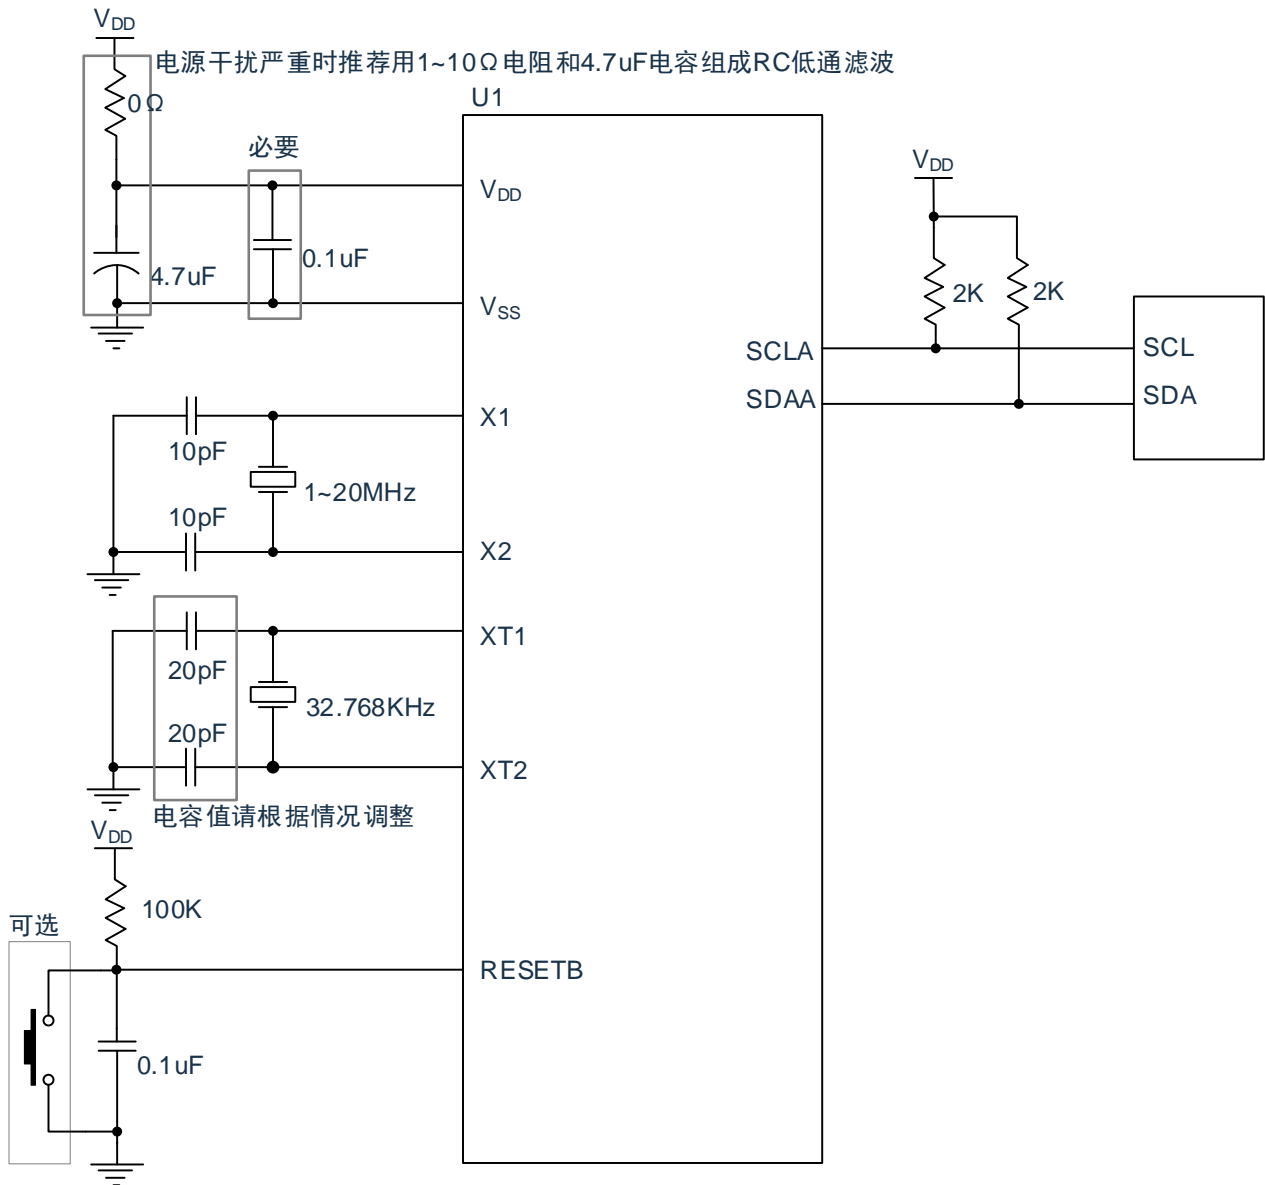 VDD
电源干扰严重时推荐用1~10Ω电阻和4.7uF电容组成RC低通滤波
0Ω
U1
必要
VDD
VDD
0.1uF
4.7uF
VSS
2K
2K
SCLA
SCL
SDAA
SDA
X1
10pF
1~20MHz
10pF
X2
XT1
20pF
32.768KHz
20pF
XT2
电容值请根据情况调整
VDD
100K
可选
RESETB
0.1uF